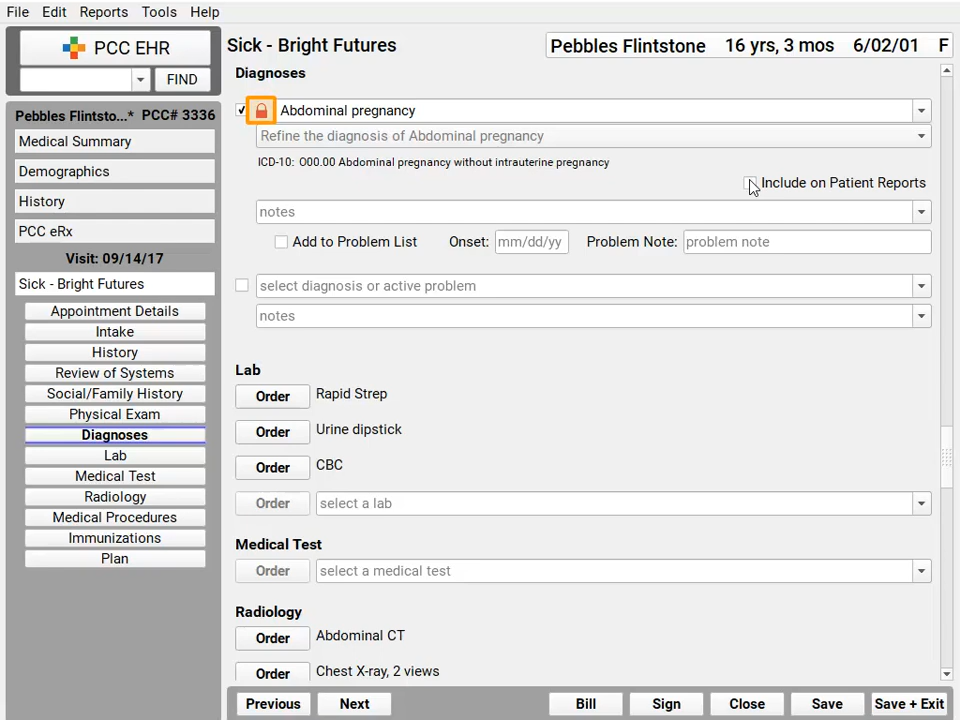 File Edit Reports Tools Help
PCC EHR
FIND
Pebbles Flintsto...* PCC# 3336
Medical Summary
Demographics
History
PCC eRx
Visit: 09/14/17
Sick - Bright Futures
Appointment Details
Intake
History
Review of Systems
Social/Family History
Physical Exam
Diagnoses
Lab
Medical Test
Radiology
Medical Procedures
Immunizations
Plan
Sick - Bright Futures
Pebbles Flintstone 16 yrs, 3 mos 6/02/01 F
Diagnoses
Abdominal pregnancy
Refine the diagnosis of Abdominal pregnancy
ICD-10: O00.00 Abdominal pregnancy without intrauterine pregnancy
Include on Patient Reports
notes
Add to Problem List Onset: mm/dd/yy Problem Note: problem note
select diagnosis or active problem
notes
Lab
Order Rapid Strep
Order Urine dipstick
Order CBC
Order select a lab
Medical Test
Order select a medical test
Radiology
Order Abdominal CT
Order Chest X-ray, 2 views
Previous Next Bill Sign Close Save Save + Exit